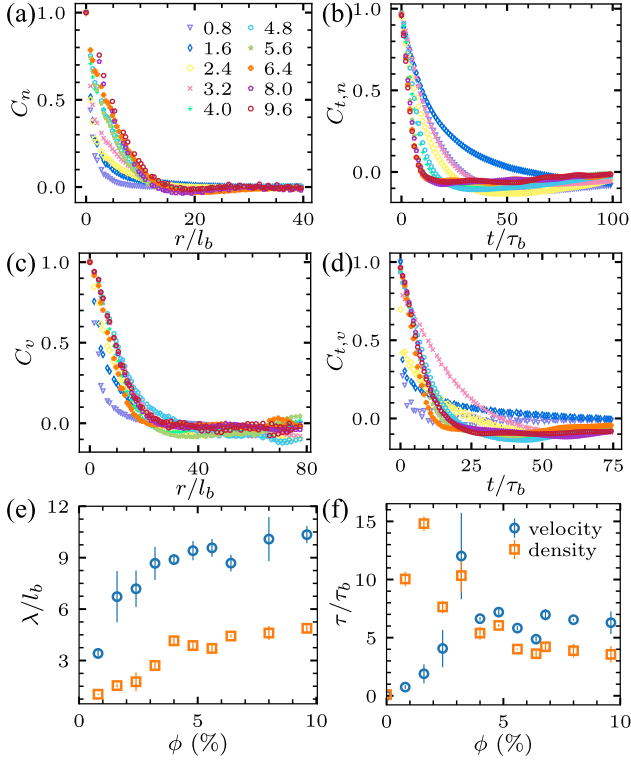 (a)
C_n
1.0
0.5
0.0
0
20
40
r/l_b
0.8
1.6
2.4
3.2
4.0
4.8
5.6
6.4
8.0
9.6
(b)
C_{t,n}
1.0
0.5
0.0
0
50
100
t/τ_b
(c)
C_v
1.0
0.5
0.0
0
40
80
r/l_b
(d)
C_{t,v}
1.0
0.5
0.0
0
25
50
75
t/τ_b
(e)
λ/l_b
12
9
6
3
0
5
10
ϕ (%)
(f)
τ/τ_b
15
10
5
0
0
5
10
ϕ (%)
velocity
density